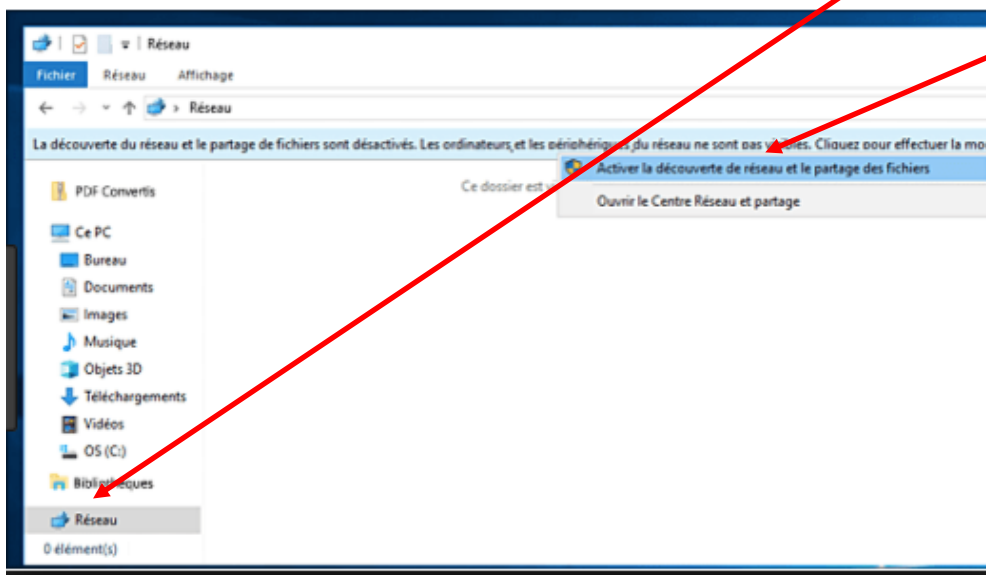 Réseau
Fichier Réseau Affichage
Réseau
La découverte du réseau et le partage de fichiers sont désactivés. Les ordinateurs et les périphériques du réseau ne sont pas visibles. Cliquez pour effectuer la
Activer la découverte de réseau et le partage des fichiers
PDF Convertis
Ce dossier est
Ouvrir le Centre Réseau et partage
Ce PC
Bureau
Documents
Images
Musique
Objets 3D
Téléchargements
Vidéos
OS (C:)
Bibliothèques
Réseau
0 élément(s)